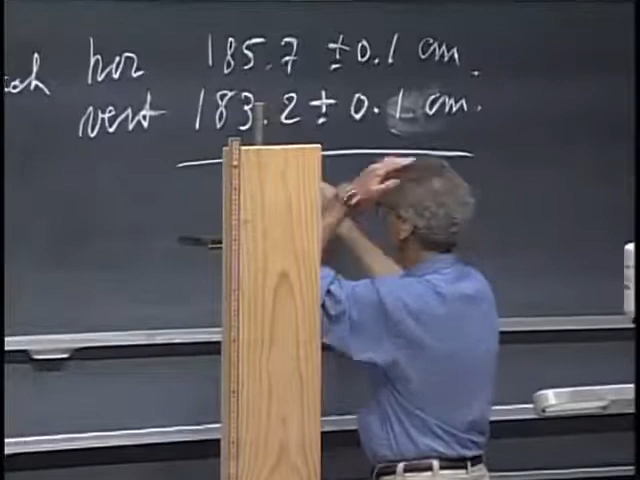 hor 185.7 ±0.1 cm.
vert 183.2 ± 0.1 cm.